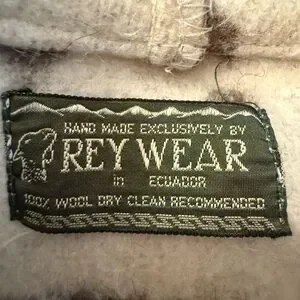 HAND MADE EXCLUSIVELY BY
REY WEAR
in ECUADOR
100% WOOL DRY CLEAN RECOMMENDED